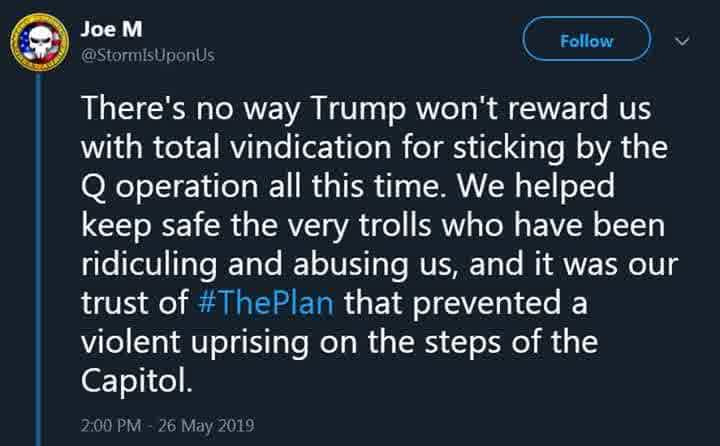 Joe M
@StormIsUponUs
Follow
There's no way Trump won't reward us
with total vindication for sticking by the
Q operation all this time. We helped
keep safe the very trolls who have been
ridiculing and abusing us, and it was our
trust of #ThePlan that prevented a
violent uprising on the steps of the
Capitol.
2:00 PM - 26 May 2019